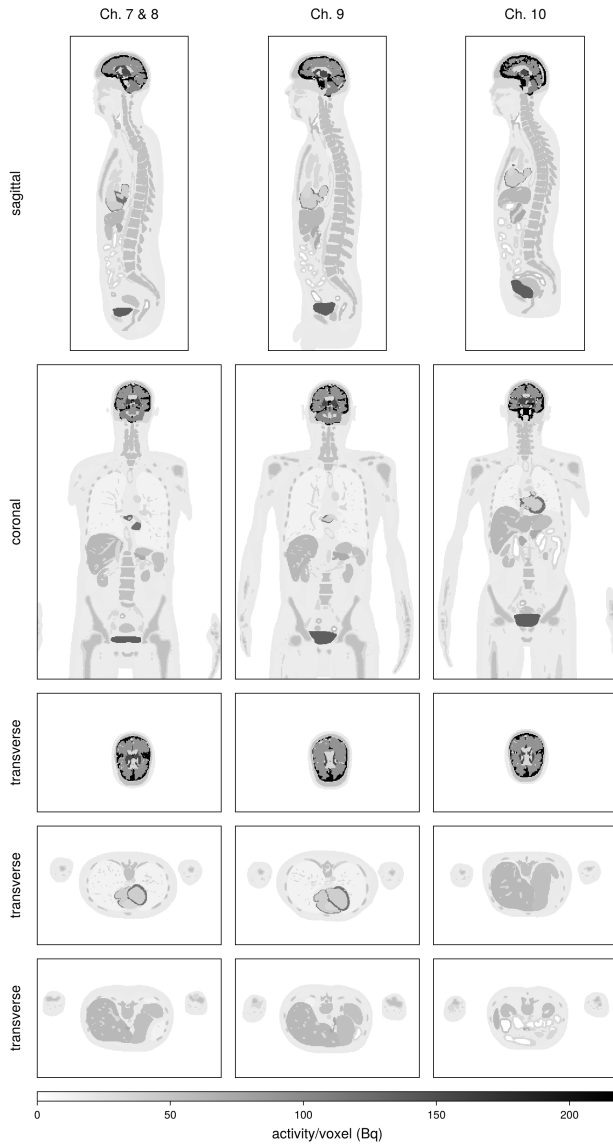 Ch. 7 & 8 Ch. 9 Ch. 10
sagittal
coronal
transverse
transverse
transverse
0 50 100 150 200
activity/voxel (Bq)